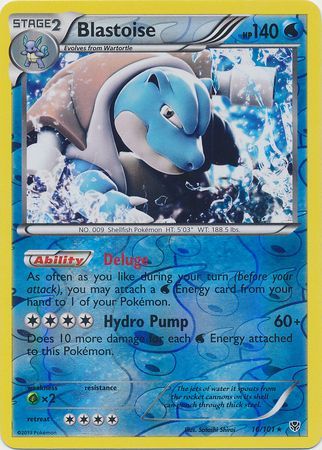 STAGE2 Blastoise HP140
Evolves from Wartortle
NO. 009 Shellfish Pokémon HT: 5'03" WT: 188.5 lbs.
Ability Deluge
As often as you like during your turn (before your
attack), you may attach a Energy card from your
hand to 1 of your Pokémon.
Hydro Pump 60+
Does 10 more damage for each Energy attached
to this Pokémon.
weakness resistance
×2
The jets of water it spouts from
the rocket cannons on its shell
can punch through thick steel.
retreat
©2013 Pokémon
Illus. Satoshi Shirai
16/101 ★